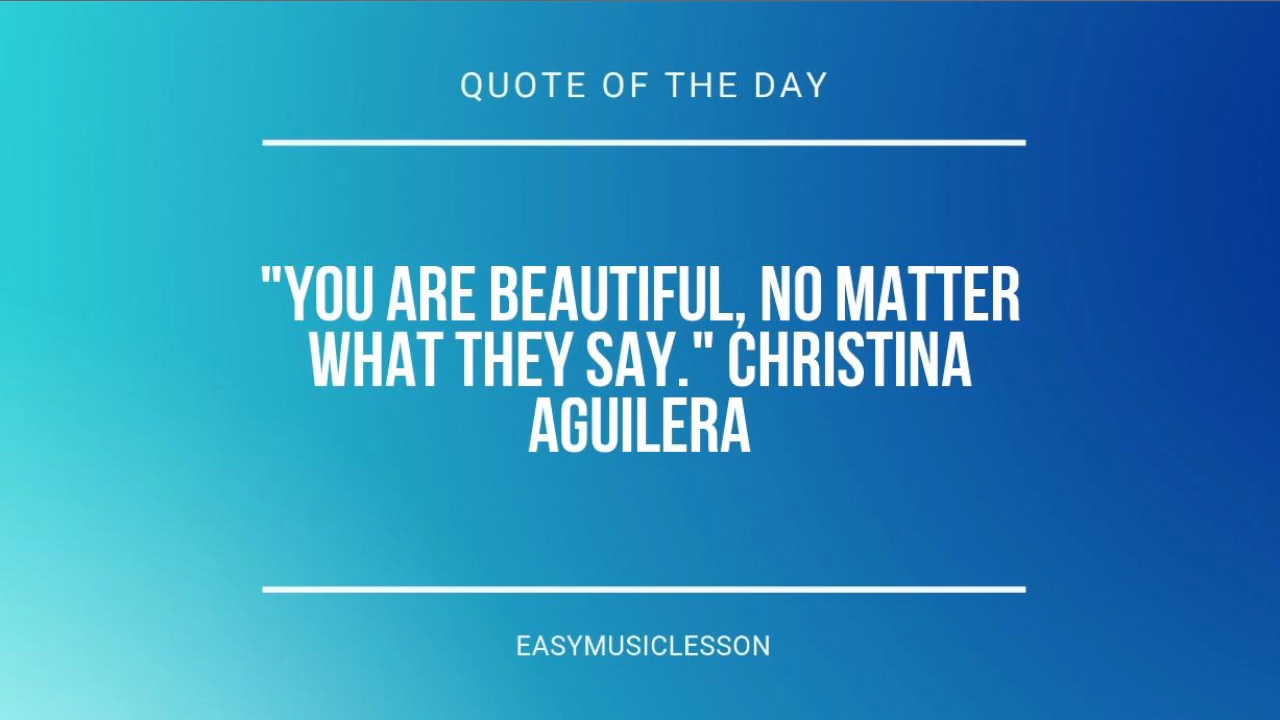 QUOTE OF THE DAY
"YOU ARE BEAUTIFUL, NO MATTER
WHAT THEY SAY." CHRISTINA
AGUILERA
EASYMUSICLESSON